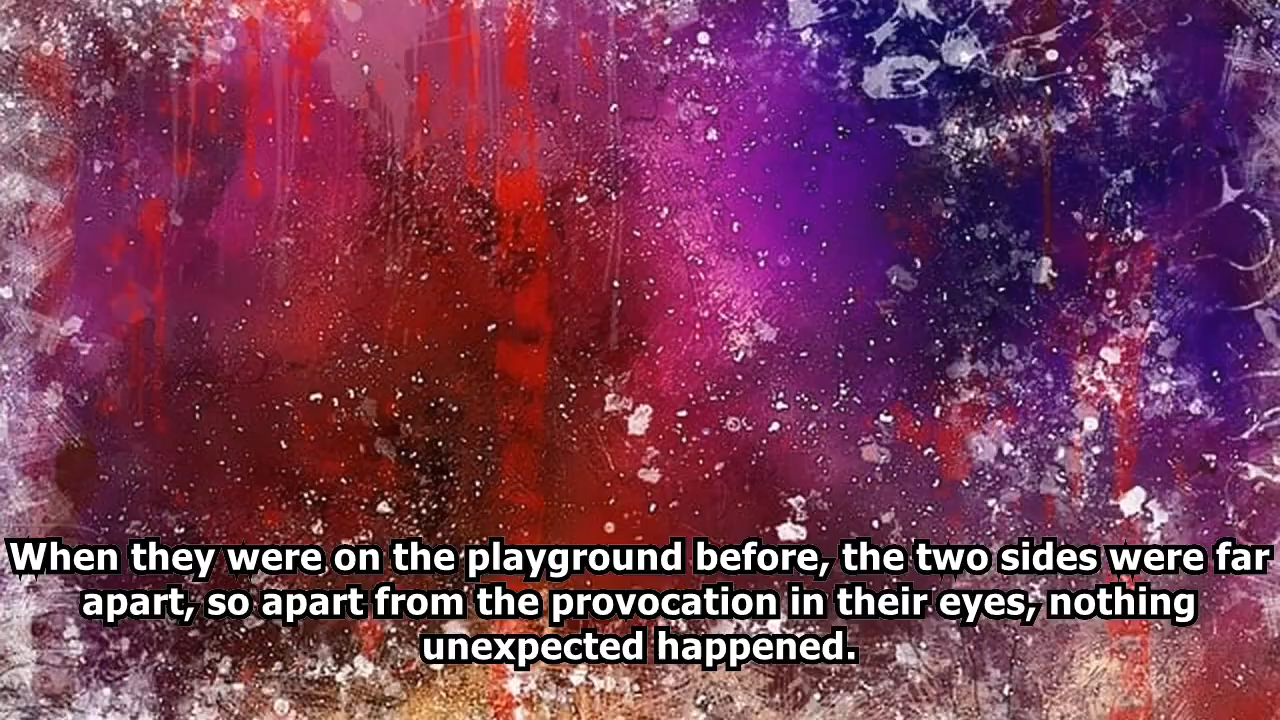 When they were on the playground before, the two sides were far
apart, so apart from the provocation in their eyes, nothing
unexpected happened.